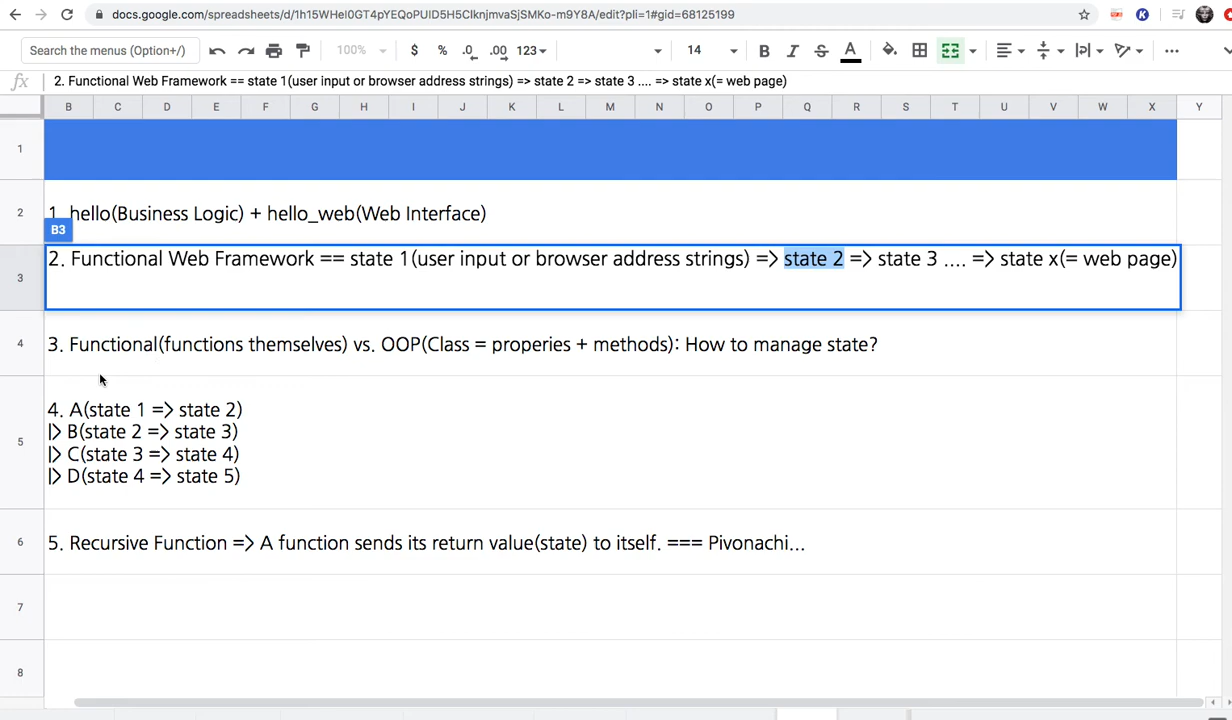 docs.google.com/spreadsheets/d/1h15WHeI0GT4pYEQoPUID5H5ClknjmvaSjSMKo-m9Y8A/edit?pli=1#gid=68125199
Search the menus (Option+/) 100% $ % .0 .00 123 14 B I S A
fx 2. Functional Web Framework == state 1(user input or browser address strings) => state 2 => state 3 .... => state x(= web page)
B C D E F G H I J K L M N O P Q R S T U V W X Y
1
2 1. hello(Business Logic) + hello_web(Web Interface)
B3
3 2. Functional Web Framework == state 1(user input or browser address strings) => state 2 => state 3 .... => state x(= web page)
4 3. Functional(functions themselves) vs. OOP(Class = properies + methods): How to manage state?
5 4. A(state 1 => state 2)
|> B(state 2 => state 3)
|> C(state 3 => state 4)
|> D(state 4 => state 5)
6 5. Recursive Function => A function sends its return value(state) to itself. === Pivonachi...
7
8